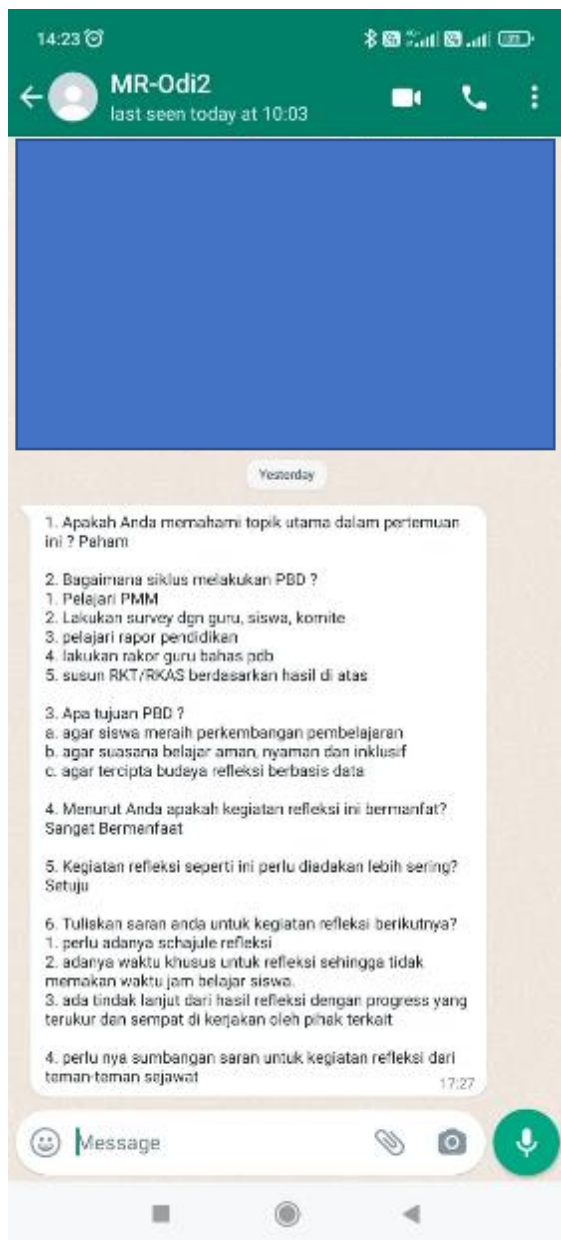 14:23
MR-Odi2
last seen today at 10:03
Yesterday
1. Apakah Anda memahami topik utama dalam pertemuan
ini ? Paham
2. Bagaimana siklus melakukan PBD ?
1. Pelajari PMM
2. Lakukan survey dgn guru, siswa, komite
3. pelajari rapor pendidikan
4. lakukan rakor guru bahas pdb
5. susun RKT/RKAS berdasarkan hasil di atas
3. Apa tujuan PBD ?
a. agar siswa meraih perkembangan pembelajaran
b. agar suasana belajar aman, nyaman dan inklusif
c. agar tercipta budaya refleksi berbasis data
4. Menurut Anda apakah kegiatan refleksi ini bermanfat?
Sangat Bermanfaat
5. Kegiatan refleksi seperti ini perlu diadakan lebih sering?
Setuju
6. Tuliskan saran anda untuk kegiatan refleksi berikutnya?
1. perlu adanya schajule refleksi
2. adanya waktu khusus untuk refleksi sehingga tidak
memakan waktu jam belajar siswa.
3. ada tindak lanjut dari hasil refleksi dengan progress yang
terukur dan sempat di kerjakan oleh pihak terkait
4. perlu nya sumbangan saran untuk kegiatan refleksi dari
teman-teman sejawat
17:27
Message